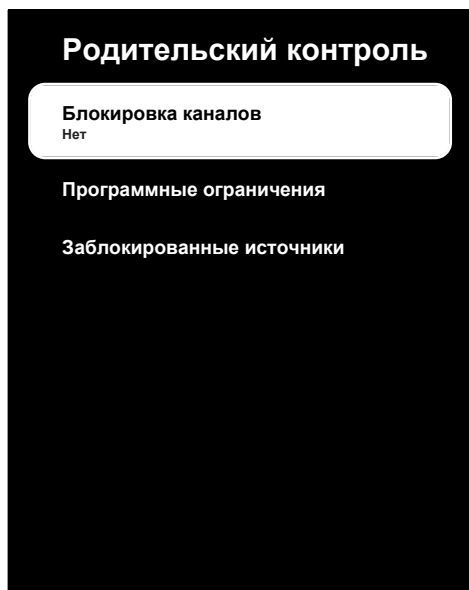 Родительский контроль
Блокировка каналов
Нет
Программные ограничения
Заблокированные источники